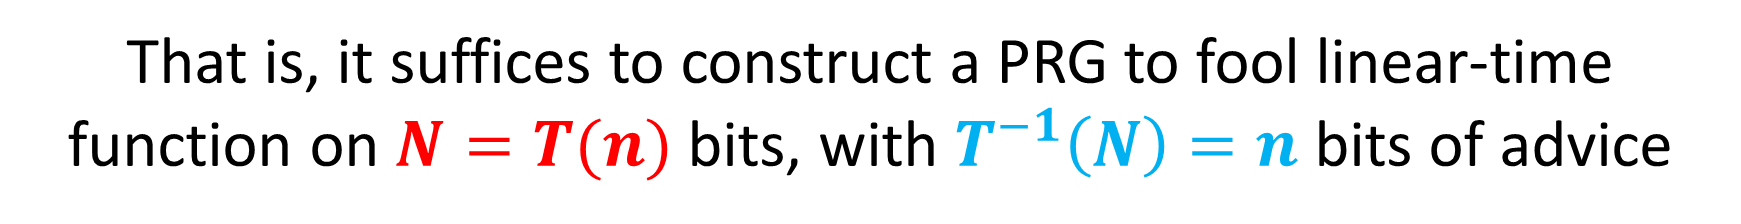 That is, it suffices to construct a PRG to fool linear-time
function on N = T(n) bits, with T⁻¹(N) = n bits of advice